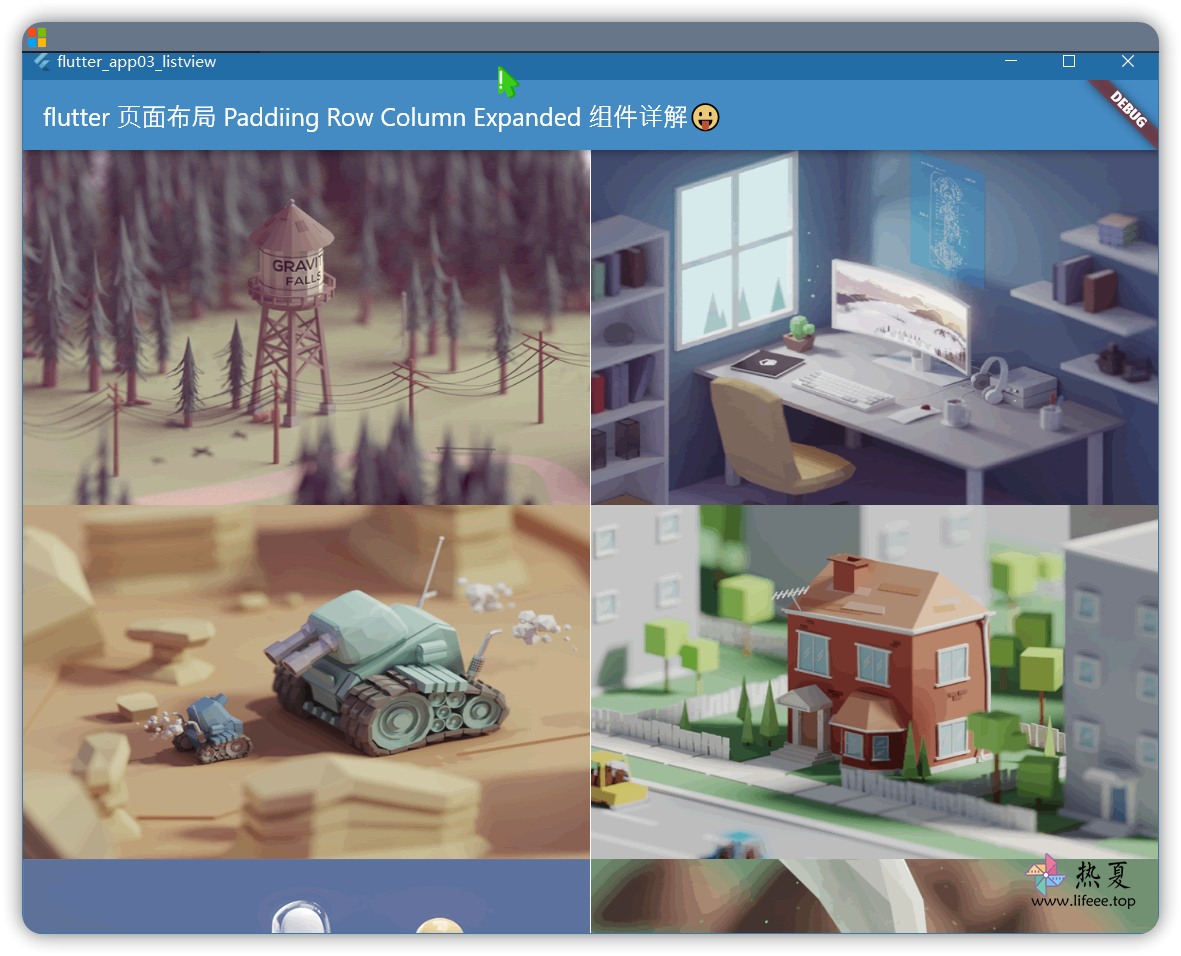 flutter_app03_listview
flutter 页面布局 Paddiing Row Column Expanded 组件详解😛
DEBUG
GRAVIT
FALLS
热夏
www.lifeee.top